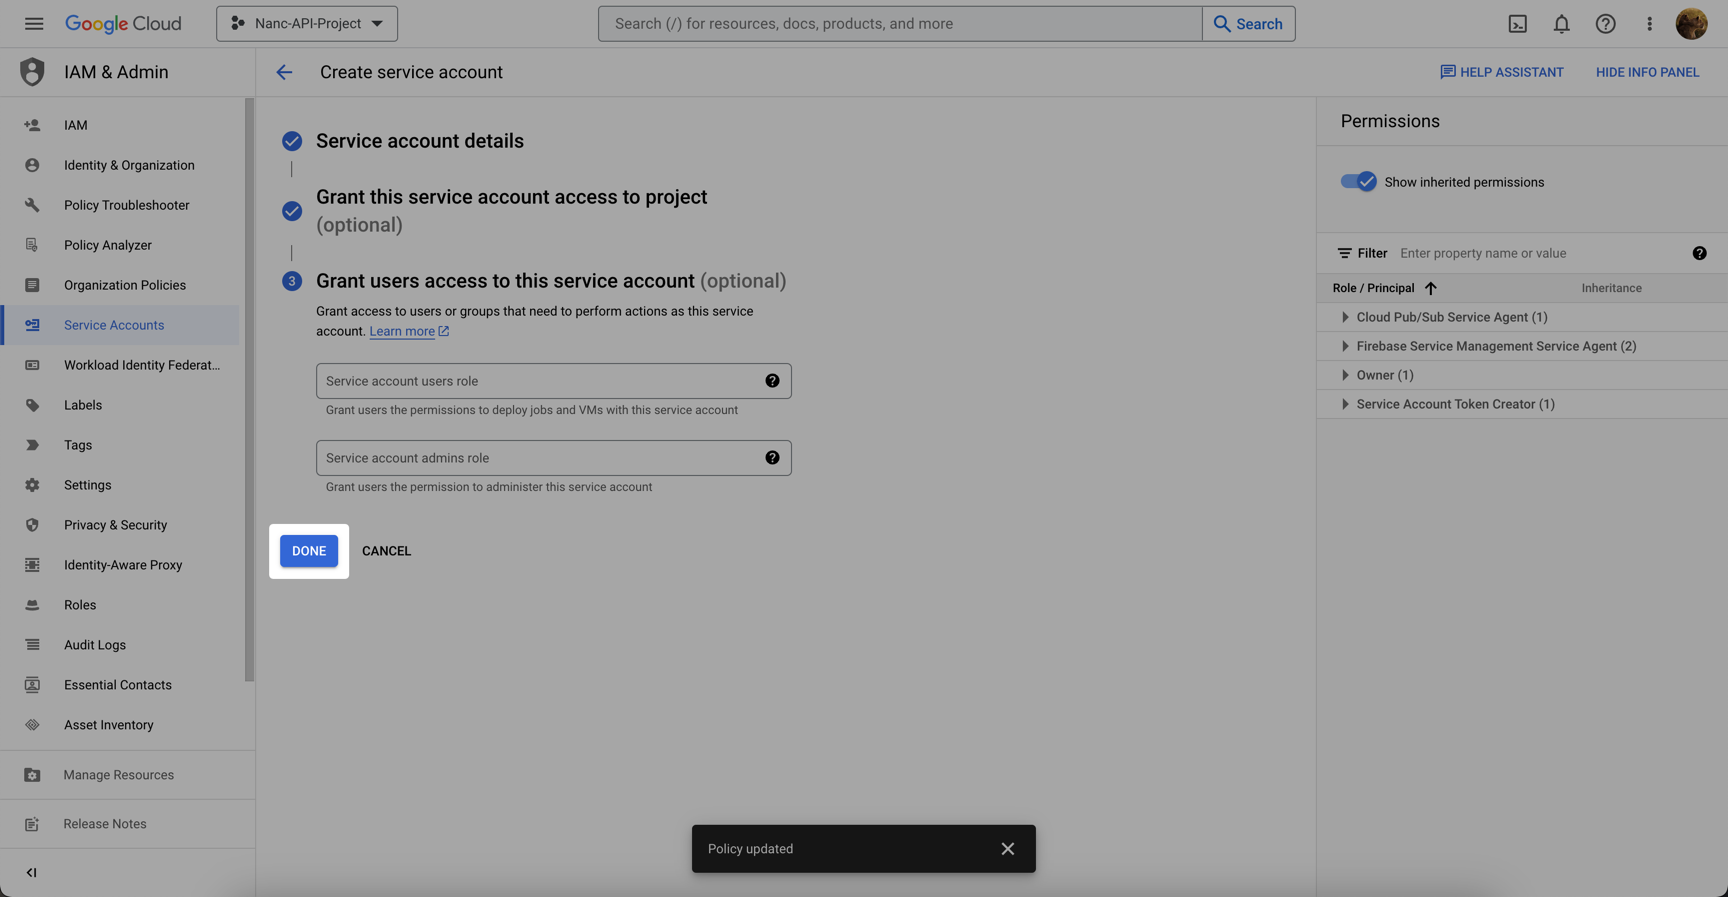 Google Cloud
Nanc-API-Project
Search (/) for resources, docs, products, and more
Search
IAM & Admin
Create service account
HELP ASSISTANT
HIDE INFO PANEL
IAM
Identity & Organization
Policy Troubleshooter
Policy Analyzer
Organization Policies
Service Accounts
Workload Identity Federat...
Labels
Tags
Settings
Privacy & Security
Identity-Aware Proxy
Roles
Audit Logs
Essential Contacts
Asset Inventory
Manage Resources
Release Notes
Service account details
Grant this service account access to project
(optional)
3
Grant users access to this service account (optional)
Grant access to users or groups that need to perform actions as this service
account. Learn more
Service account users role
Grant users the permissions to deploy jobs and VMs with this service account
Service account admins role
Grant users the permission to administer this service account
DONE
CANCEL
Permissions
Show inherited permissions
Filter
Enter property name or value
Role / Principal
Inheritance
Cloud Pub/Sub Service Agent (1)
Firebase Service Management Service Agent (2)
Owner (1)
Service Account Token Creator (1)
Policy updated